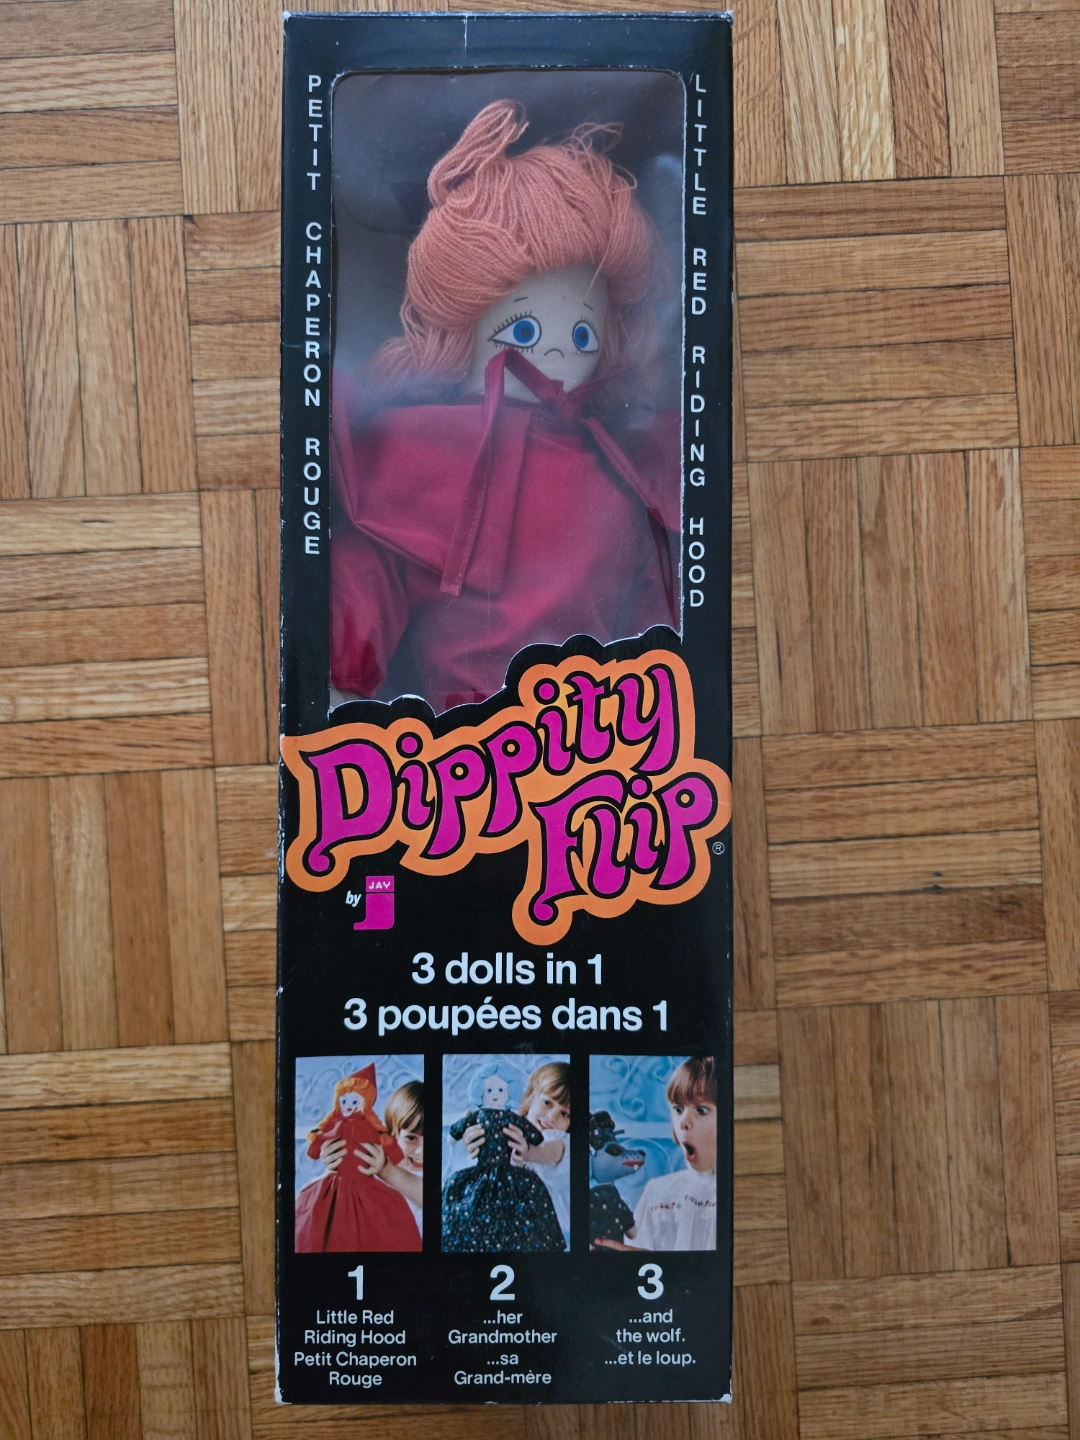 PETIT CHAPERON ROUGE
LITTLE RED RIDING HOOD
Dippity
Flip®
by JAY
3 dolls in 1
3 poupées dans 1
1
Little Red
Riding Hood
Petit Chaperon
Rouge
2
...her
Grandmother
...sa
Grand-mère
3
...and
the wolf.
...et le loup.